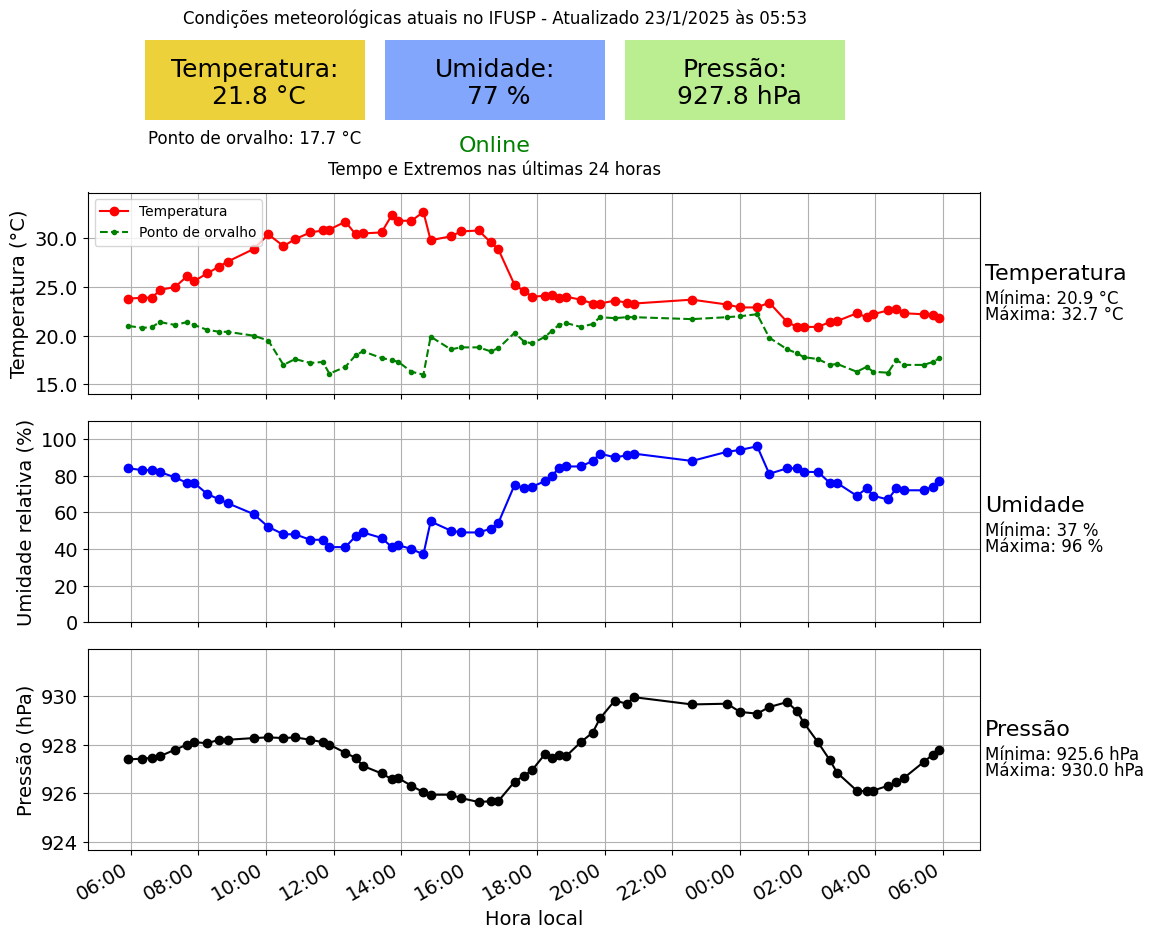 Condições meteorológicas atuais no IFUSP - Atualizado 23/1/2025 às 05:53
Temperatura:
21.8 °C
Umidade:
77 %
Pressão:
927.8 hPa
Ponto de orvalho: 17.7 °C
Online
Tempo e Extremos nas últimas 24 horas
Temperatura (°C)
30.0
25.0
20.0
15.0
Temperatura
Ponto de orvalho
Temperatura
Mínima: 20.9 °C
Máxima: 32.7 °C
Umidade relativa (%)
100
80
60
40
20
0
Umidade
Mínima: 37 %
Máxima: 96 %
Pressão (hPa)
930
928
926
924
Pressão
Mínima: 925.6 hPa
Máxima: 930.0 hPa
06:00 08:00 10:00 12:00 14:00 16:00 18:00 20:00 22:00 00:00 02:00 04:00 06:00
Hora local